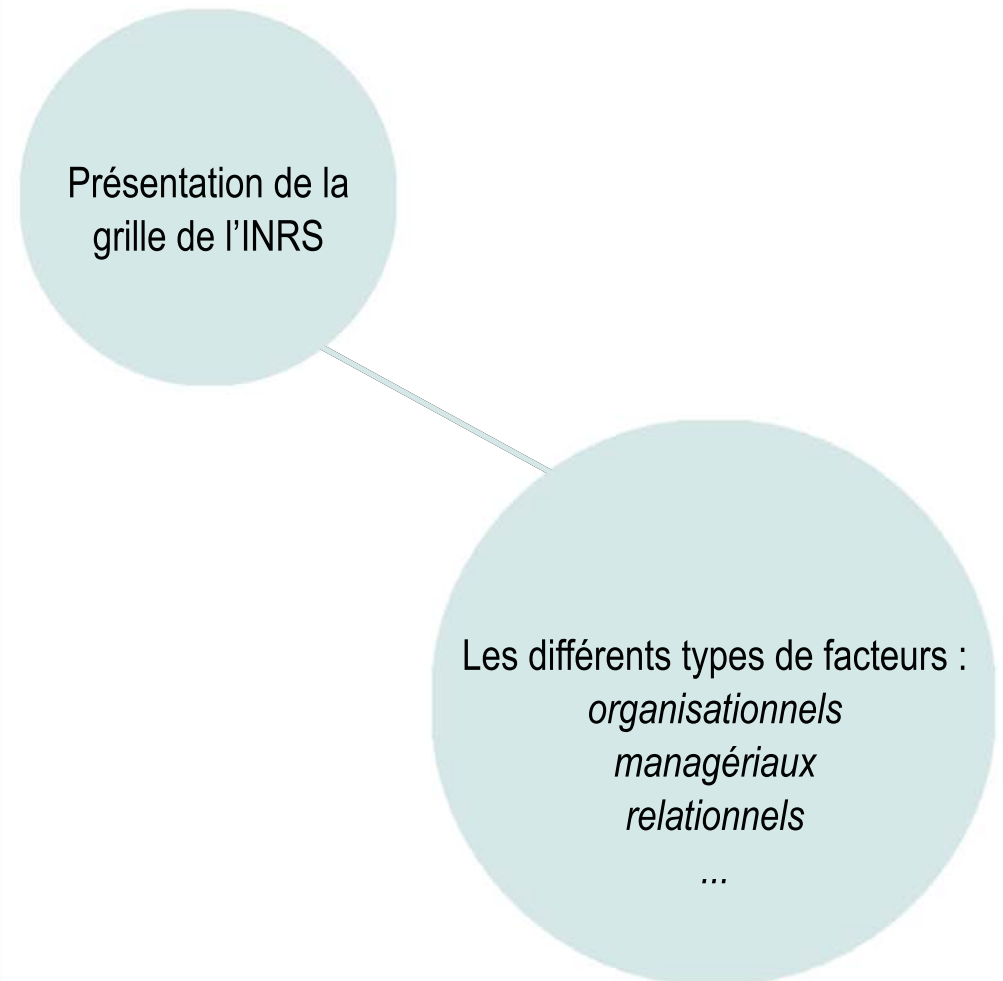 Présentation de la
grille de l’INRS
Les différents types de facteurs :
organisationnels
managériaux
relationnels
...